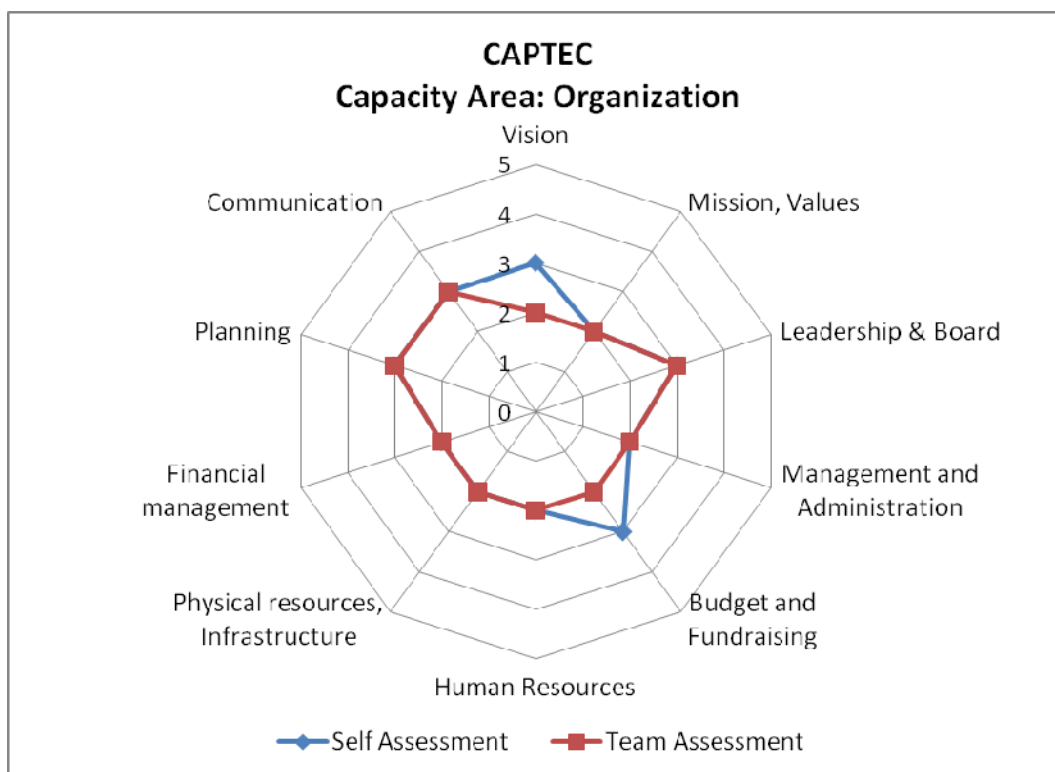 CAPTEC
Capacity Area: Organization
Vision
5
Communication
Mission, Values
4
3
Planning
2
Leadership & Board
1
0
Financial
management
Management and
Administration
Physical resources,
Infrastructure
Budget and
Fundraising
Human Resources
Self Assessment
Team Assessment